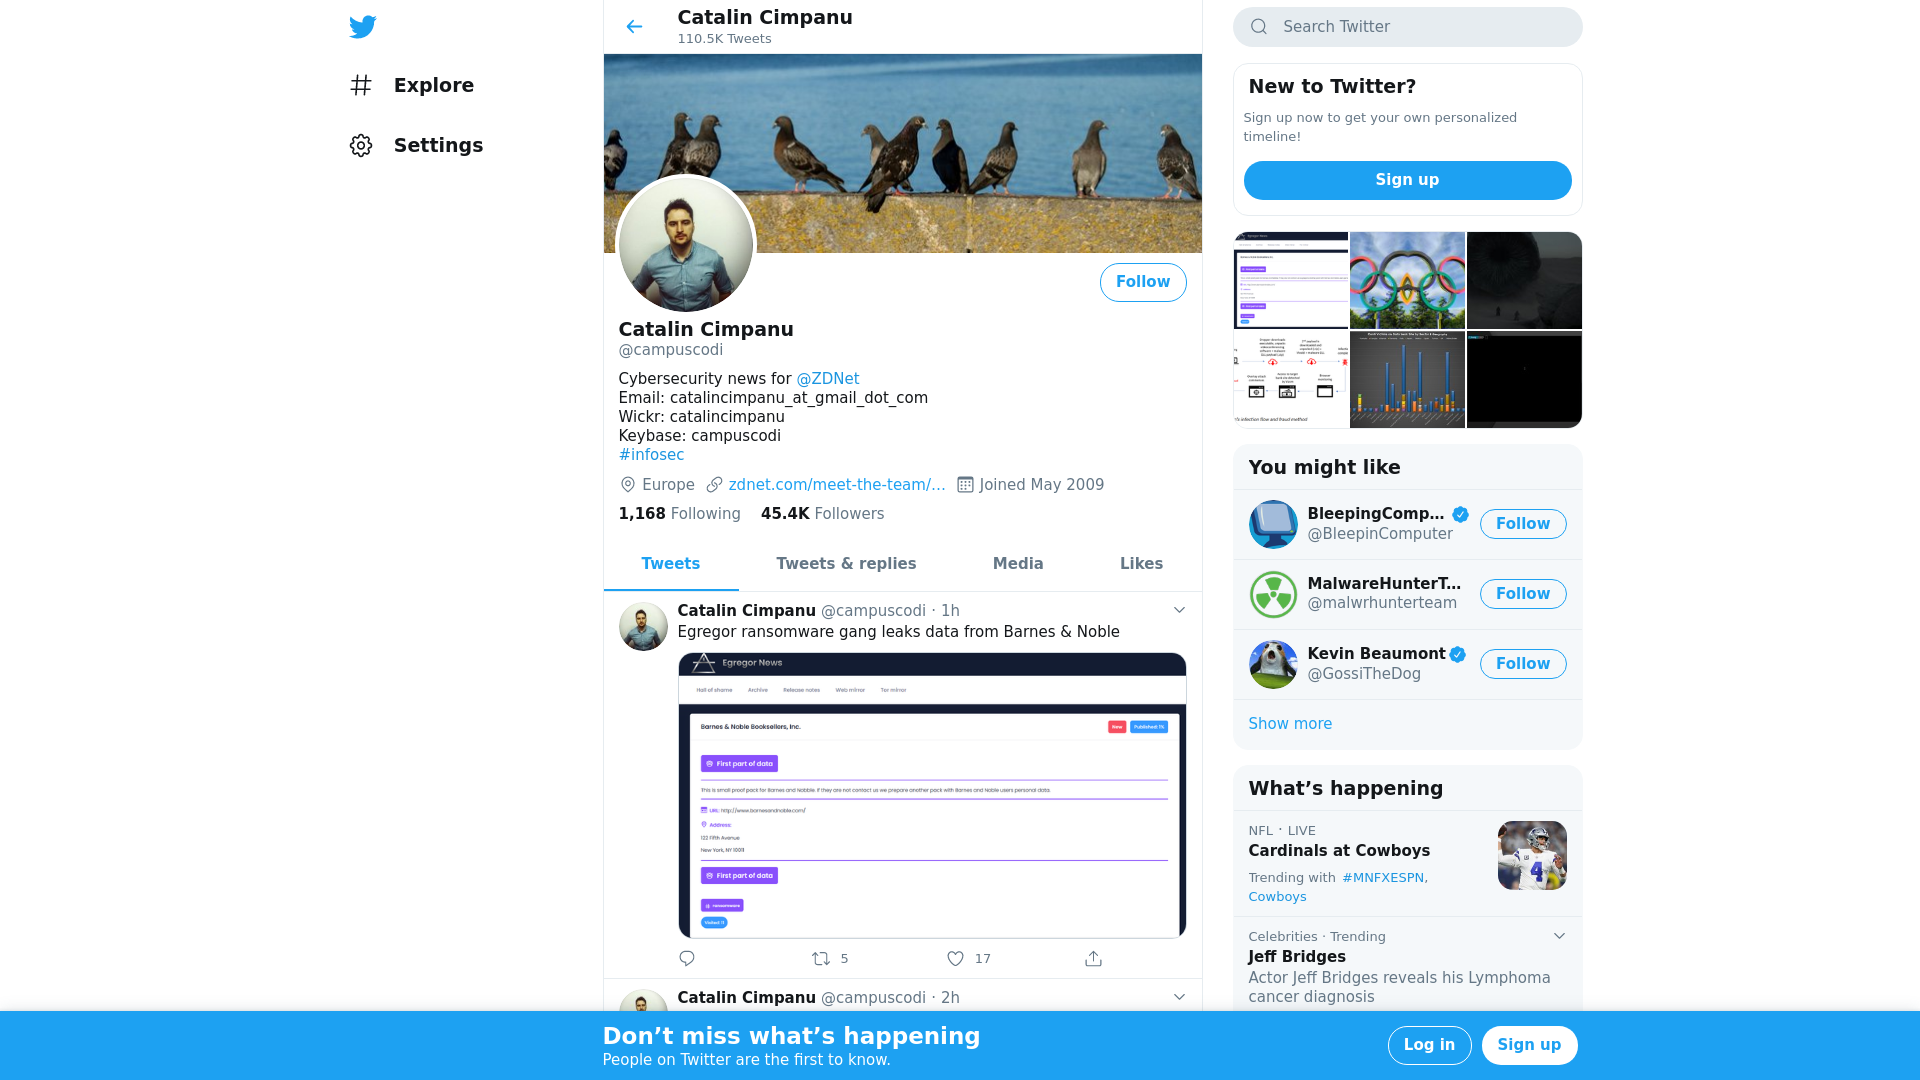 Explore
Settings
Catalin Cimpanu
110.5K Tweets
Follow
Catalin Cimpanu
@campuscodi
Cybersecurity news for @ZDNet
Email: catalincimpanu_at_gmail_dot_com
Wickr: catalincimpanu
Keybase: campuscodi
#infosec
Europe zdnet.com/meet-the-team/… Joined May 2009
1,168 Following 45.4K Followers
Tweets Tweets & replies Media Likes
Catalin Cimpanu @campuscodi · 1h
Egregor ransomware gang leaks data from Barnes & Noble
Egregor News
Hall of shame Archive Release notes Web mirror Tor mirror
Barnes & Noble Booksellers, Inc. New Published: 1%
First part of data
This is small proof pack for Barnes and Nobble. If they are not contact us we prepare another pack with Barnes and Noble users personal data.
URL: http://www.barnesandnoble.com/
Address:
122 Fifth Avenue
New York, NY 10011
First part of data
5 17
Catalin Cimpanu @campuscodi · 2h
Search Twitter
New to Twitter?
Sign up now to get your own personalized
timeline!
Sign up
You might like
BleepingComp…
@BleepinComputer
Follow
MalwareHunterT…
@malwrhunterteam
Follow
Kevin Beaumont
@GossiTheDog
Follow
Show more
What’s happening
NFL · LIVE
Cardinals at Cowboys
Trending with #MNFXESPN,
Cowboys
Celebrities · Trending
Jeff Bridges
Actor Jeff Bridges reveals his Lymphoma
cancer diagnosis
Don’t miss what’s happening
People on Twitter are the first to know.
Log in Sign up